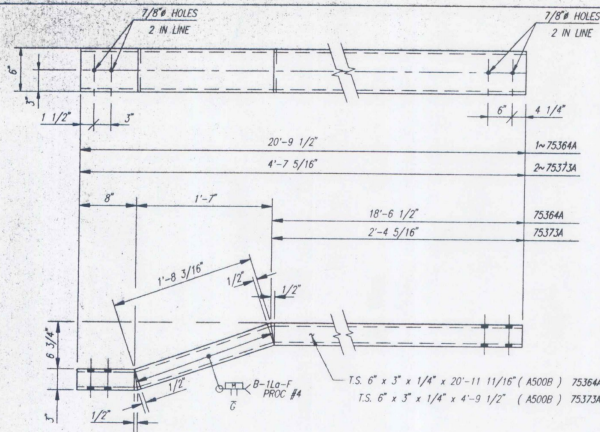 7/8"ø HOLES
2 IN LINE
7/8"ø HOLES
2 IN LINE
6"
3"
1 1/2"
3"
6"
4 1/4"
20'-9 1/2"
1~75364A
4'-7 5/16"
2~75373A
8"
1'-7"
18'-6 1/2"
75364A
2'-4 5/16"
75373A
1'-8 3/16"
1/2"
1/2"
6 3/4"
3"
1/2"
1/2"
M
G
B-1La-F
PROC #4
T.S. 6" x 3" x 1/4" x 20'-11 11/16" ( A500B ) 75364A
T.S. 6" x 3" x 1/4" x 4'-9 1/2" ( A500B ) 75373A